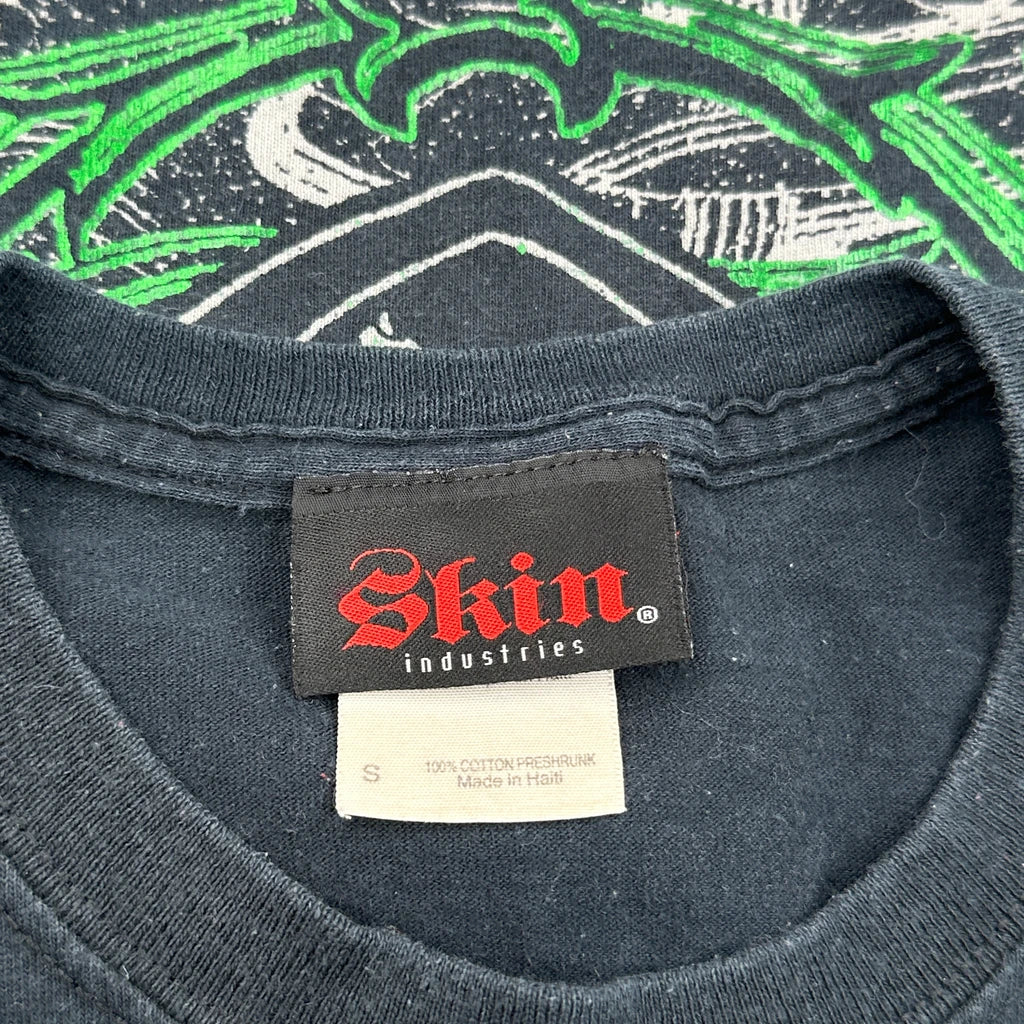 Skin®
industries
S
100% COTTON PRESHRUNK
Made in Haiti